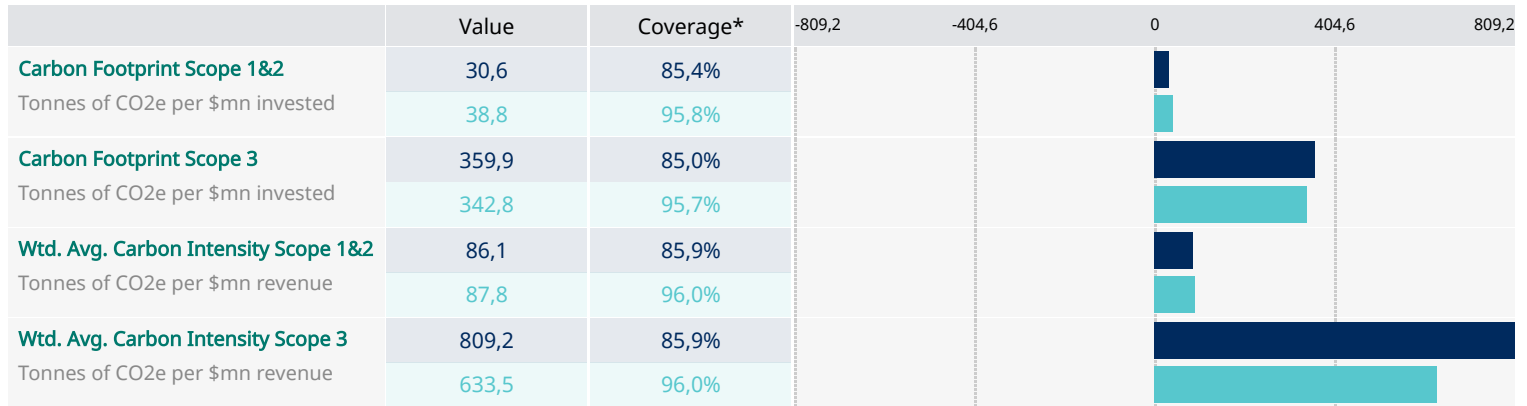 Value Coverage* -809,2 -404,6 0 404,6 809,2
Carbon Footprint Scope 1&2 30,6 85,4%
Tonnes of CO2e per $mn invested 38,8 95,8%
Carbon Footprint Scope 3 359,9 85,0%
Tonnes of CO2e per $mn invested 342,8 95,7%
Wtd. Avg. Carbon Intensity Scope 1&2 86,1 85,9%
Tonnes of CO2e per $mn revenue 87,8 96,0%
Wtd. Avg. Carbon Intensity Scope 3 809,2 85,9%
Tonnes of CO2e per $mn revenue 633,5 96,0%